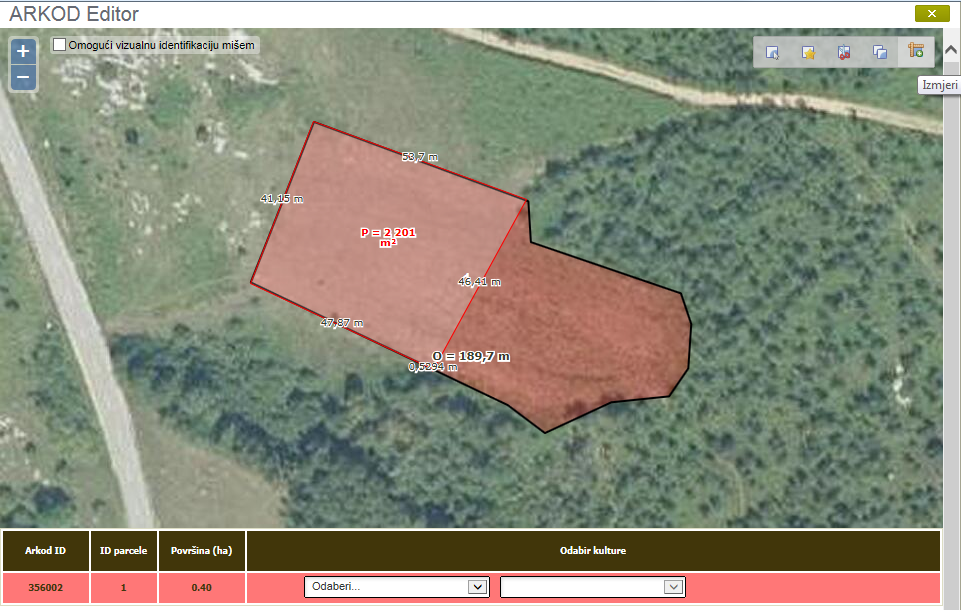 ARKOD Editor
Omogući vizualnu identifikaciju mišem
Izmjeri
53,7 m
41,15 m
P = 2 201
m²
46,41 m
47,87 m
O = 189,7 m
0,5294 m
Arkod ID ID parcele Površina (ha) Odabir kulture
356002 1 0.40 Odaberi...